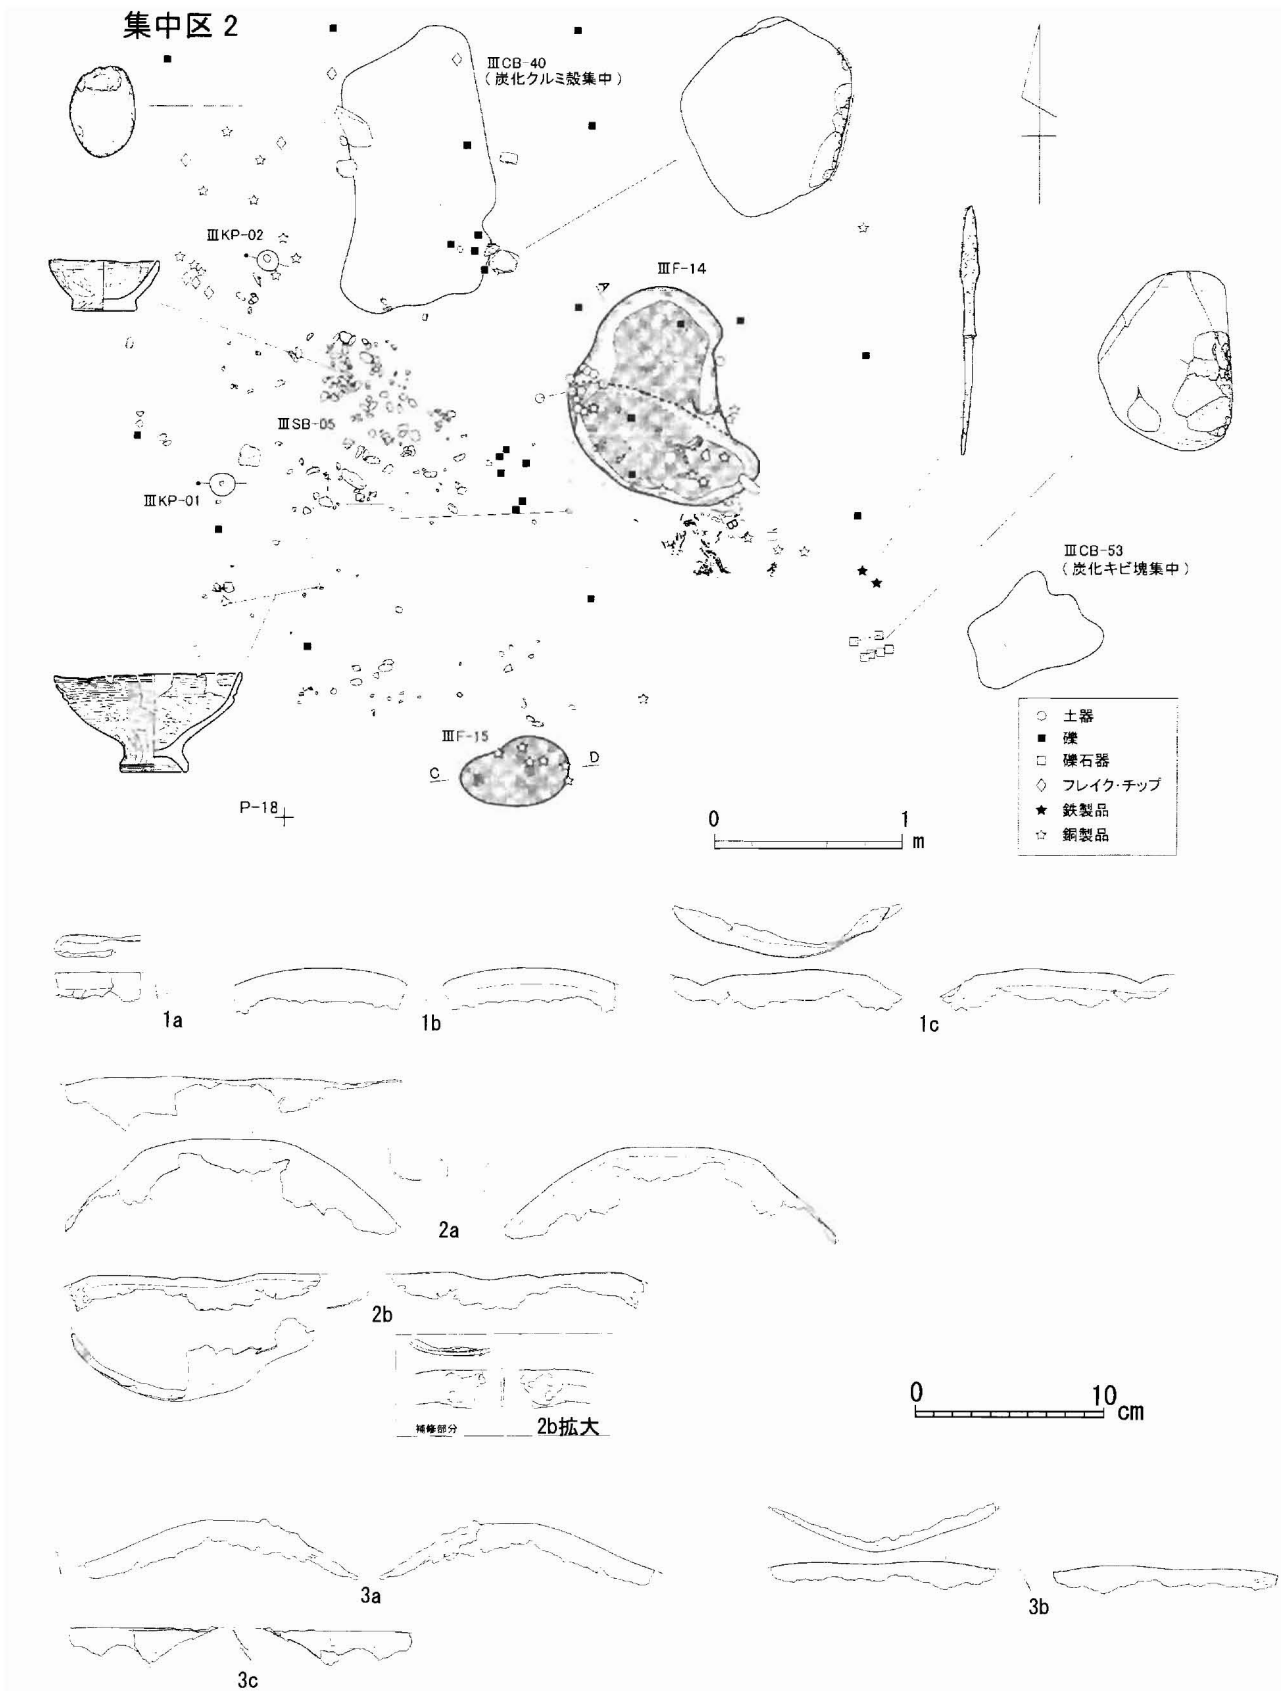 集中区 2
ⅢCB-40
(炭化クルミ殻集中)
ⅢKP-02
ⅢF-14
A
ⅢSB-05
ⅢKP-01
B
ⅢCB-53
(炭化キビ塊集中)
ⅢF-15
C
D
P-18
0 1
m
土器
礫
礫石器
フレイク・チップ
鉄製品
銅製品
1a
1b
1c
2a
2b
補修部分
2b拡大
0 10
cm
3a
3b
3c